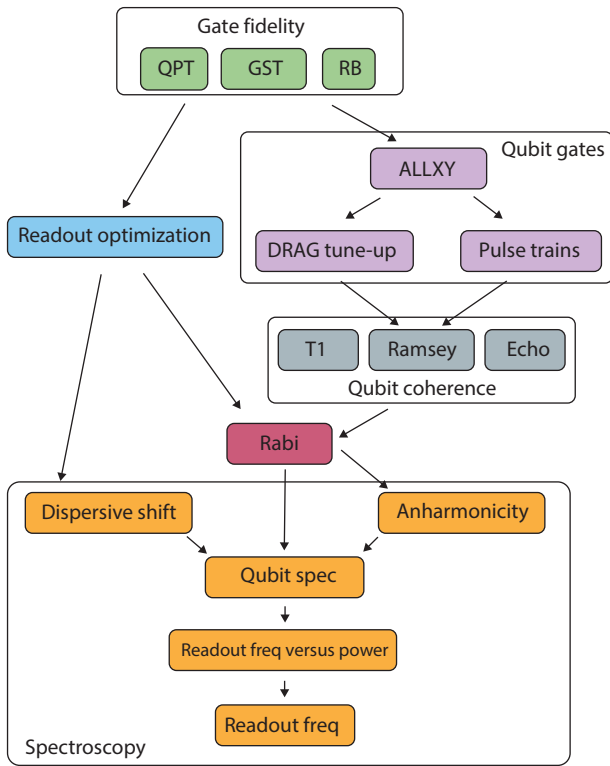 Gate fidelity
QPT
GST
RB
Qubit gates
ALLXY
Readout optimization
DRAG tune-up
Pulse trains
T1
Ramsey
Echo
Qubit coherence
Rabi
Dispersive shift
Anharmonicity
Qubit spec
Readout freq versus power
Readout freq
Spectroscopy